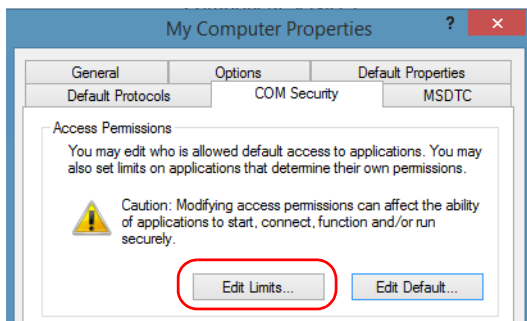 My Computer Properties ?
General Options Default Properties
Default Protocols COM Security MSDTC
Access Permissions
You may edit who is allowed default access to applications. You may
also set limits on applications that determine their own permissions.
Caution: Modifying access permissions can affect the ability
of applications to start, connect, function and/or run
securely.
Edit Limits... Edit Default...